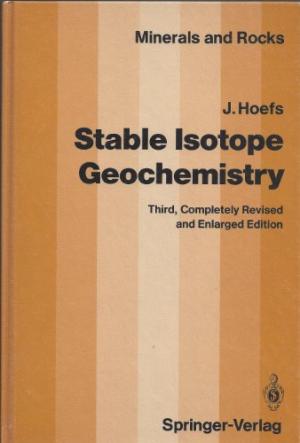 Minerals and Rocks
J. Hoefs
Stable Isotope
Geochemistry
Third, Completely Revised
and Enlarged Edition
Springer-Verlag